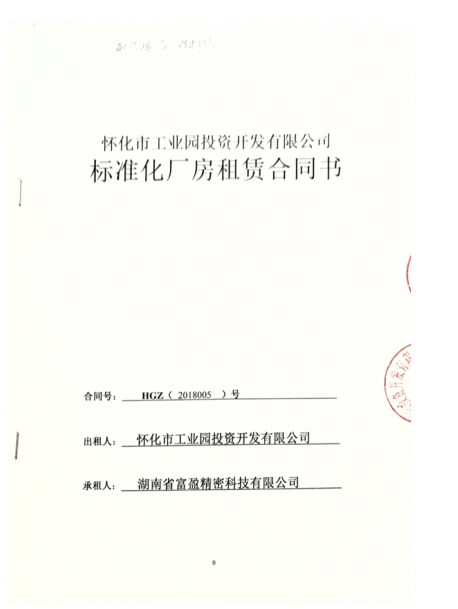 怀化市工业园投资开发有限公司
标准化厂房租赁合同书
合同号： HGZ（ 2018005 ）号
出租人： 怀化市工业园投资开发有限公司
承租人： 湖南省富盈精密科技有限公司
0